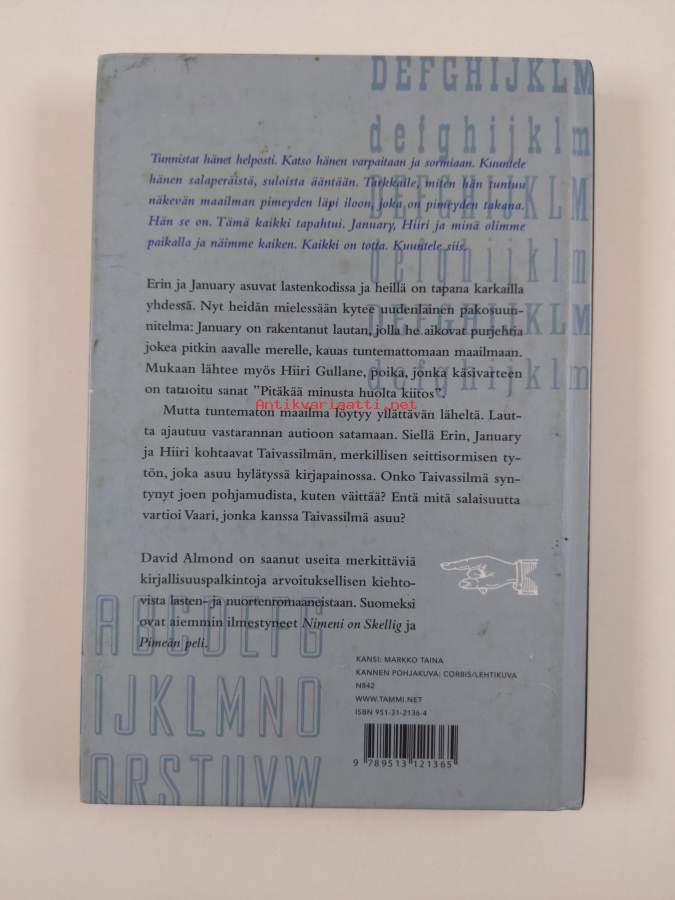 DEFGHIJKLM
defghijklm
Tunnistat hänet helposti. Katso hänen varpaitaan ja sormiaan. Kuuntele
hänen salaperäistä, suloista ääntään. Tarkkaile, miten hän tuntuu
DEFGHIJKLM
näkevän maailman pimeyden läpi iloon, joka on pimeyden takana.
Hän se on. Tämä kaikki tapahtui. January, Hiiri ja minä olimme
paikalla ja näimme kaiken. Kaikki on totta. Kuuntele siis.
defghijklm
Erin ja January asuvat lastenkodissa ja heillä on tapana karkailla
yhdessä. Nyt heidän mielessään kytee uudenlainen pakosuun-
nitelma: January on rakentanut lautan, jolla he aikovat purjehtia
DEFGHIJKLM
jokea pitkin aavalle merelle, kauas tuntemattomaan maailmaan.
Mukaan lähtee myös Hiiri Gullane, poika, jonka käsivarteen
defghijklm
on tatuoitu sanat "Pitäkää minusta huolta kiitos".
Antikvariaatti.net
Mutta tuntematon maailma löytyy yllättävän läheltä. Laut-
ta ajautuu vastarannan autioon satamaan. Siellä Erin, January
ja Hiiri kohtaavat Taivassilmän, merkillisen seittisormisen ty-
tön, joka asuu hylätyssä kirjapainossa. Onko Taivassilmä syn-
tynyt joen pohjamudista, kuten väittää? Entä mitä salaisuutta
vartioi Vaari, jonka kanssa Taivassilmä asuu?
David Almond on saanut useita merkittäviä
kirjallisuuspalkintoja arvoituksellisen kiehto-
vista lasten- ja nuortenromaaneistaan. Suomeksi
ovat aiemmin ilmestyneet Nimeni on Skellig ja
Pimeän peli.
ABCDEFG
IJKLMNO
QRSTUVW
KANSI: MARKKO TAINA
KANNEN POHJAKUVA: CORBIS/LEHTIKUVA
N842
WWW.TAMMI.NET
ISBN 951-31-2136-4
9 789513 121365